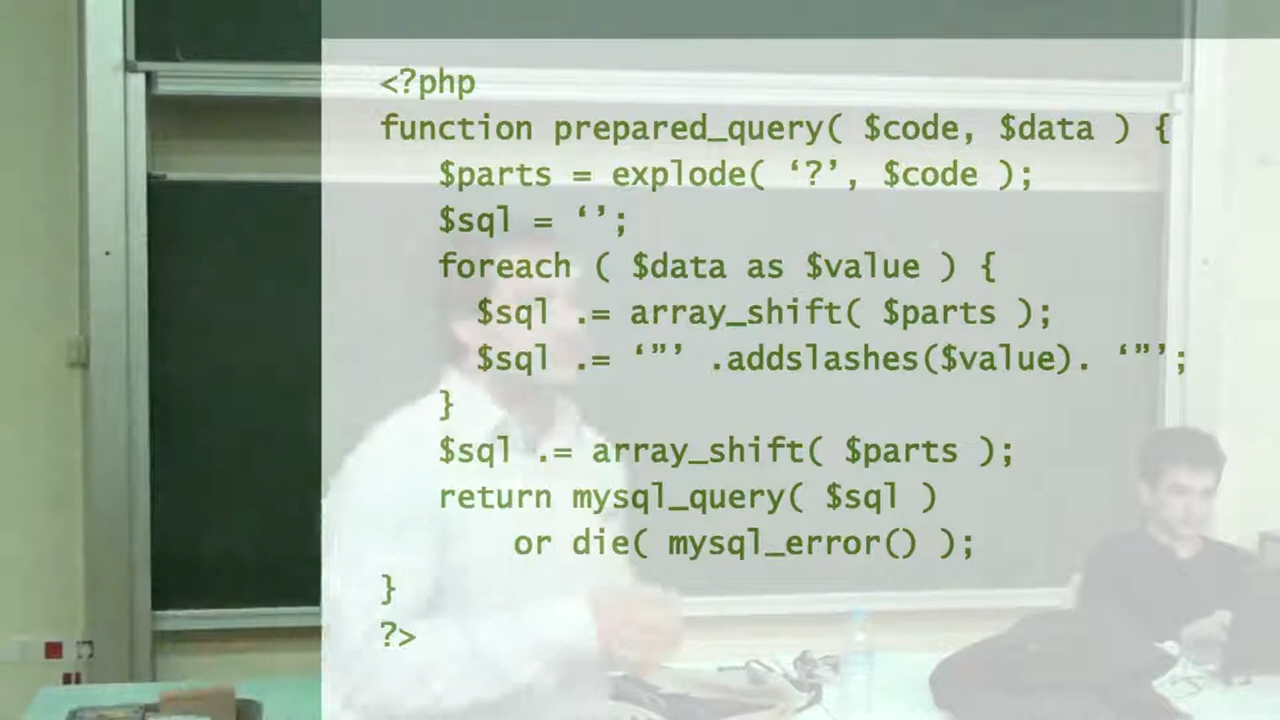 <?php
function prepared_query( $code, $data ) {
$parts = explode( ‘?’, $code );
$sql = ‘’;
foreach ( $data as $value ) {
$sql .= array_shift( $parts );
$sql .= ‘”’ .addslashes($value). ‘”’;
}
$sql .= array_shift( $parts );
return mysql_query( $sql )
or die( mysql_error() );
}
?>